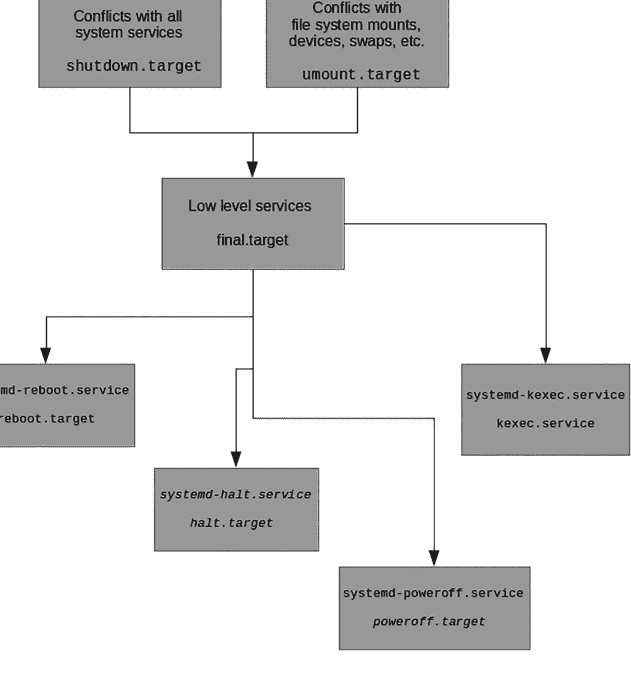 Conflicts with all
system services
shutdown.target
Conflicts with
file system mounts,
devices, swaps, etc.
umount.target
Low level services
final.target
md-reboot.service
reboot.target
systemd-kexec.service
kexec.service
systemd-halt.service
halt.target
systemd-poweroff.service
poweroff.target